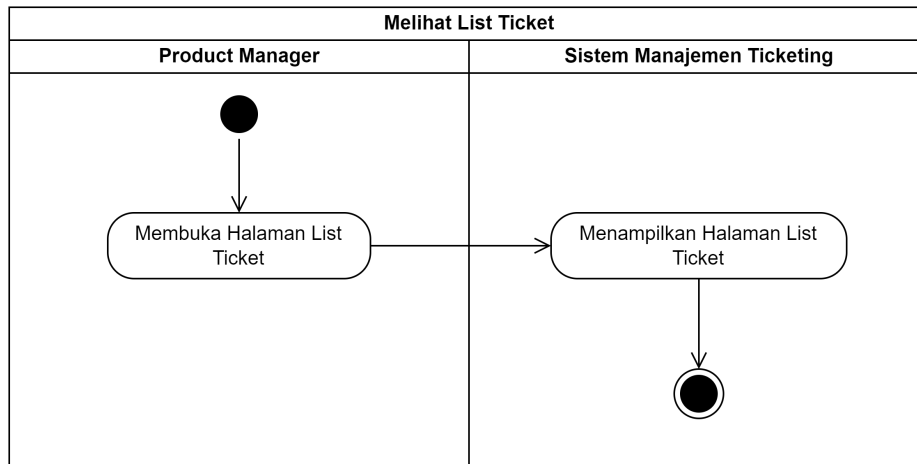 Melihat List Ticket
Product Manager
Sistem Manajemen Ticketing
Membuka Halaman List
Ticket
Menampilkan Halaman List
Ticket